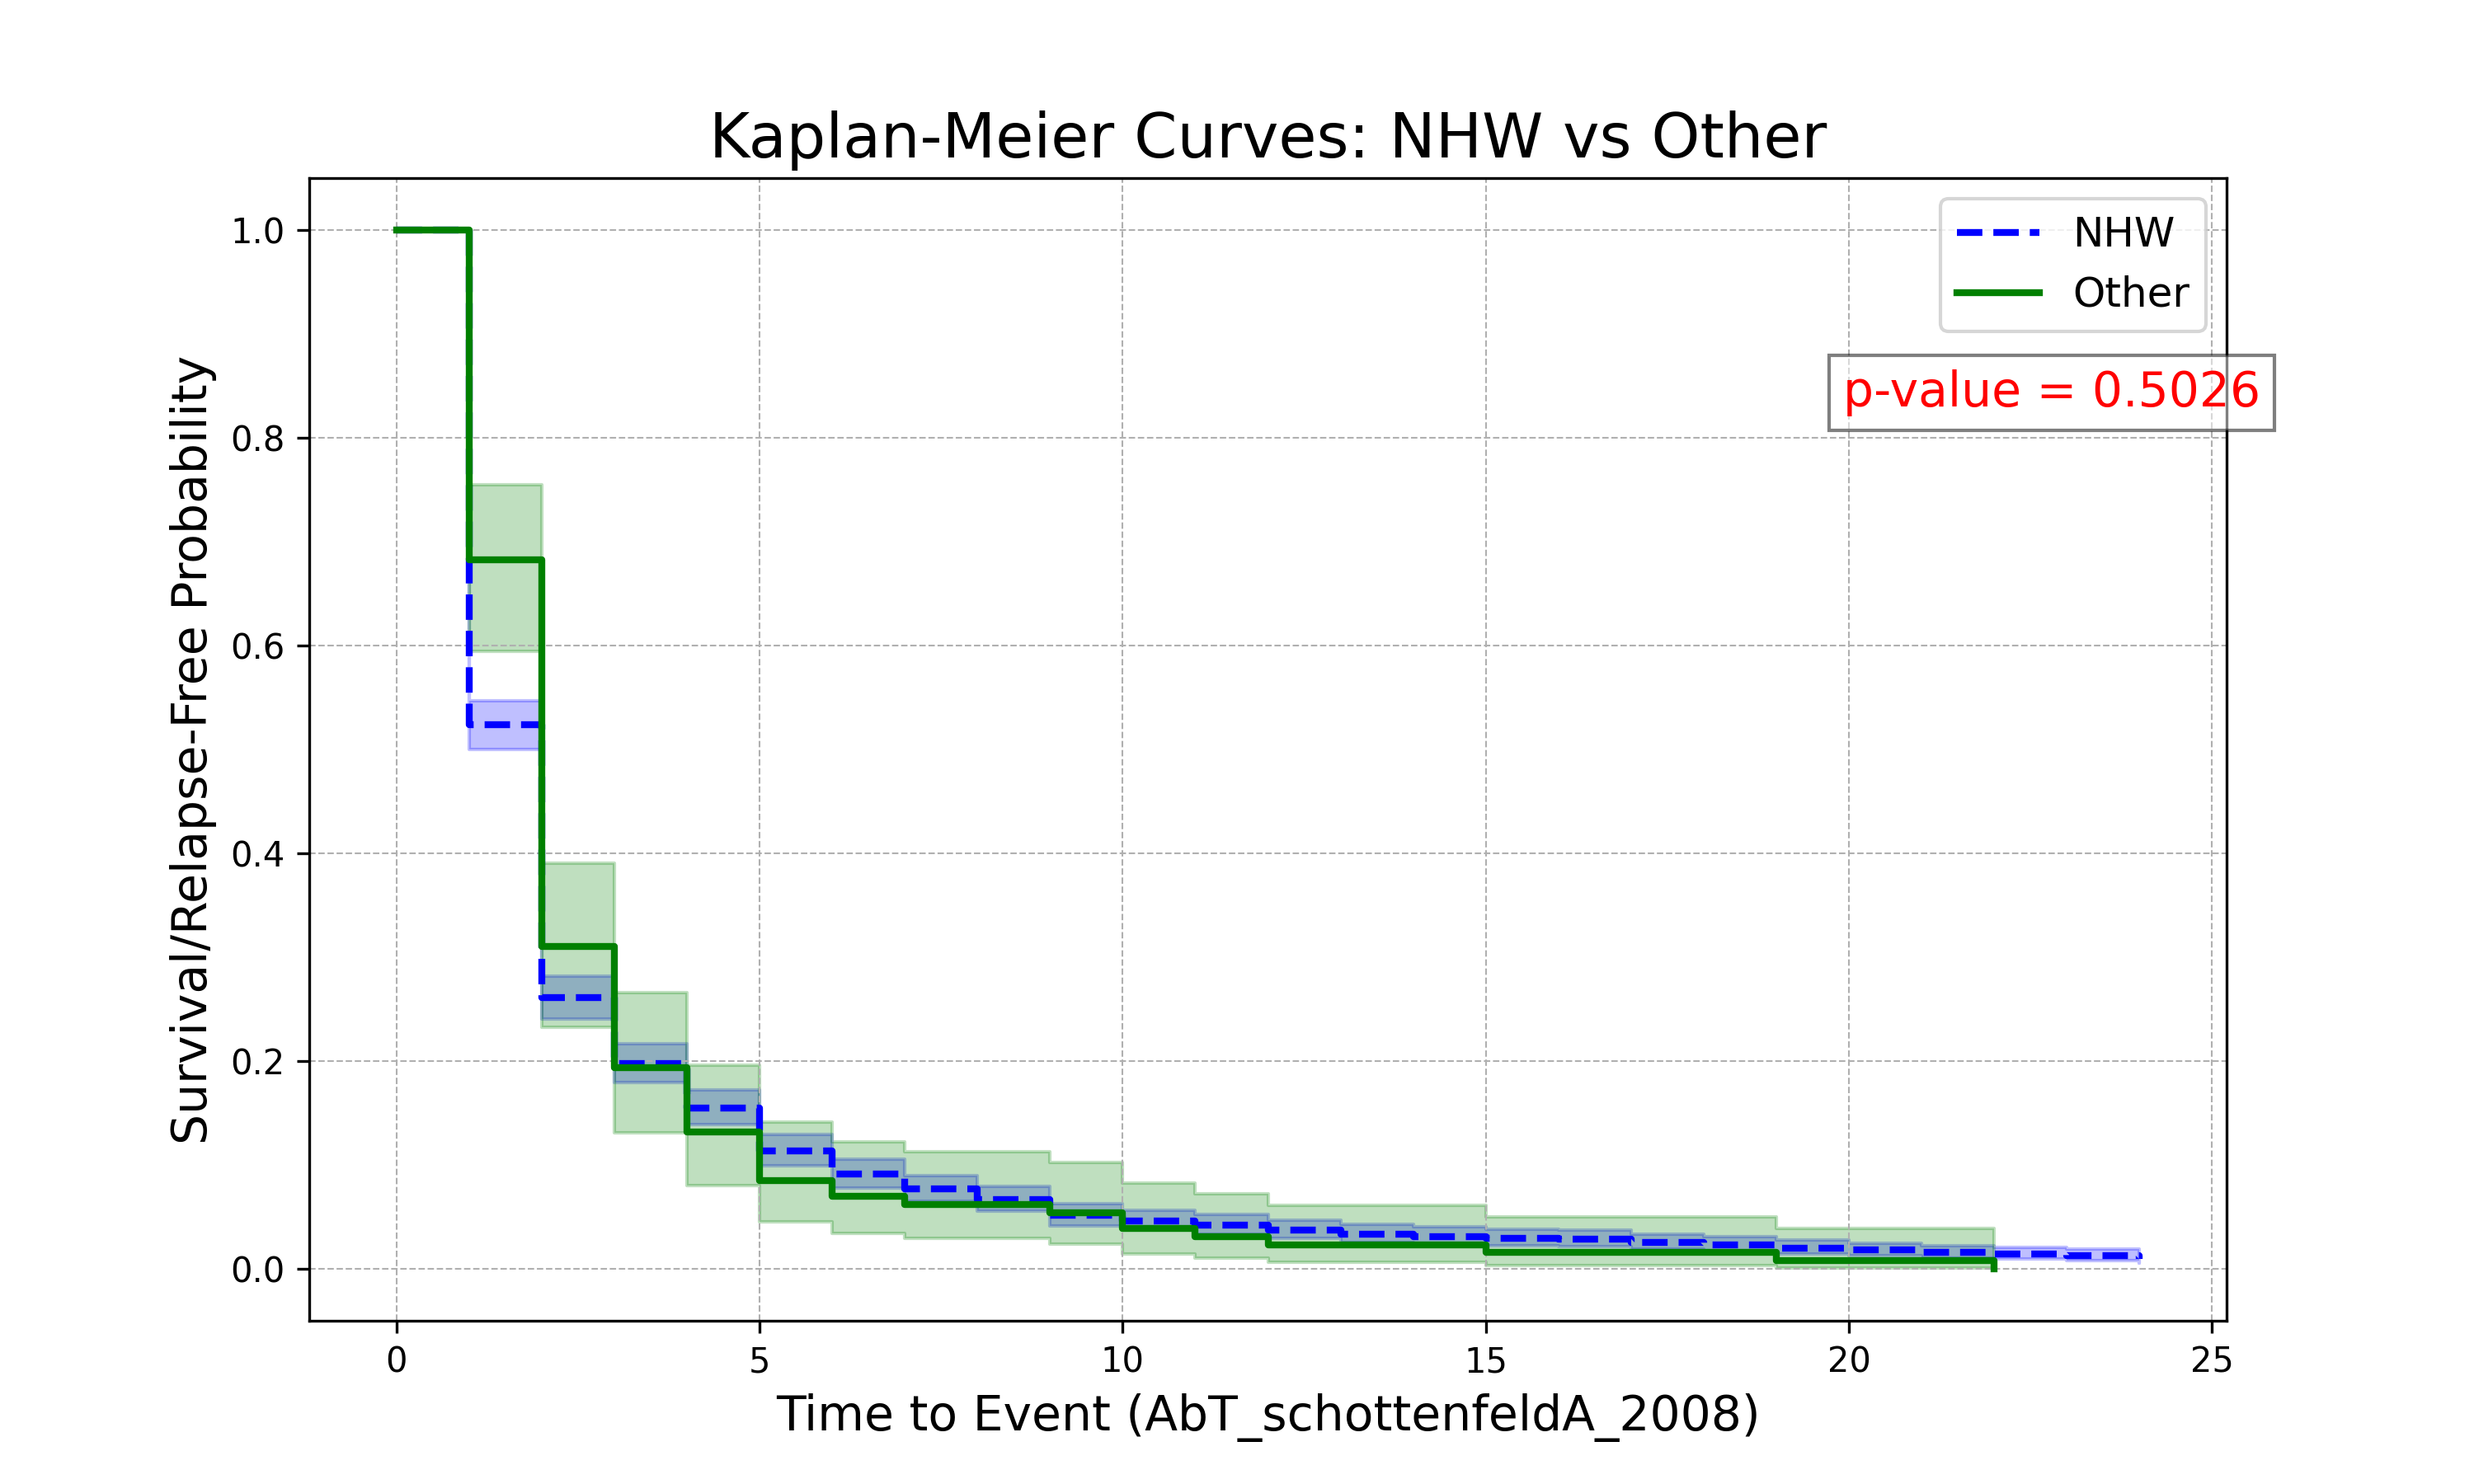 Kaplan-Meier Curves: NHW vs Other
NHW
Other
p-value = 0.5026
Survival/Relapse-Free Probability
1.0
0.8
0.6
0.4
0.2
0.0
0 5 10 15 20 25
Time to Event (AbT_schottenfeldA_2008)